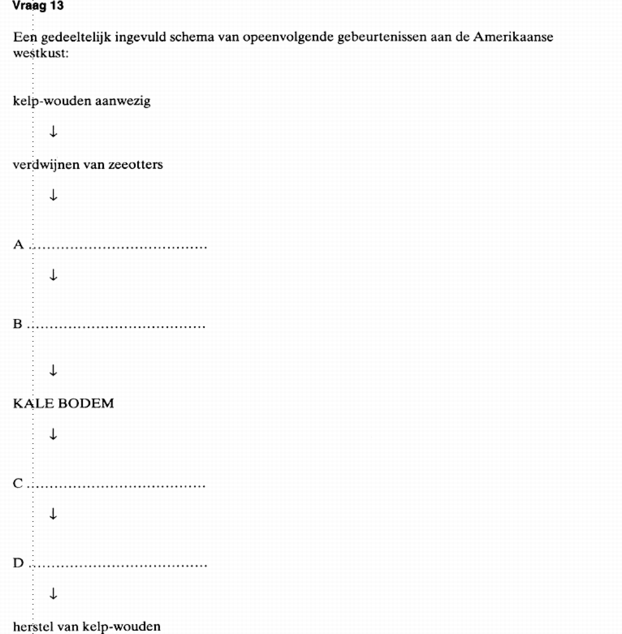 Vraag 13
Een gedeeltelijk ingevuld schema van opeenvolgende gebeurtenissen aan de Amerikaanse
westkust:
kelp-wouden aanwezig
↓
verdwijnen van zeeotters
↓
A ........................................
↓
B ........................................
↓
KALE BODEM
↓
C ........................................
↓
D ........................................
↓
herstel van kelp-wouden